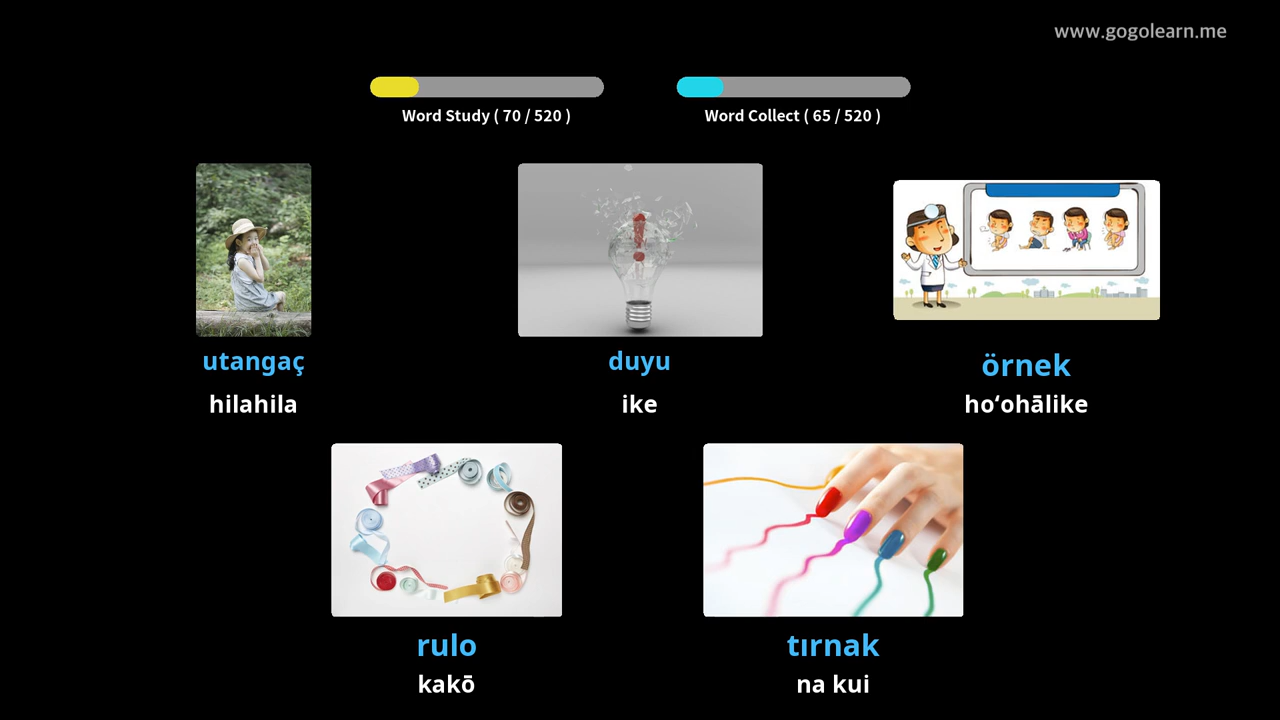 www.gogolearn.me
Word Study ( 70 / 520 )
Word Collect ( 65 / 520 )
utangaç
duyu
örnek
hilahila
ike
hoʻohālike
rulo
tırnak
kakō
na kui